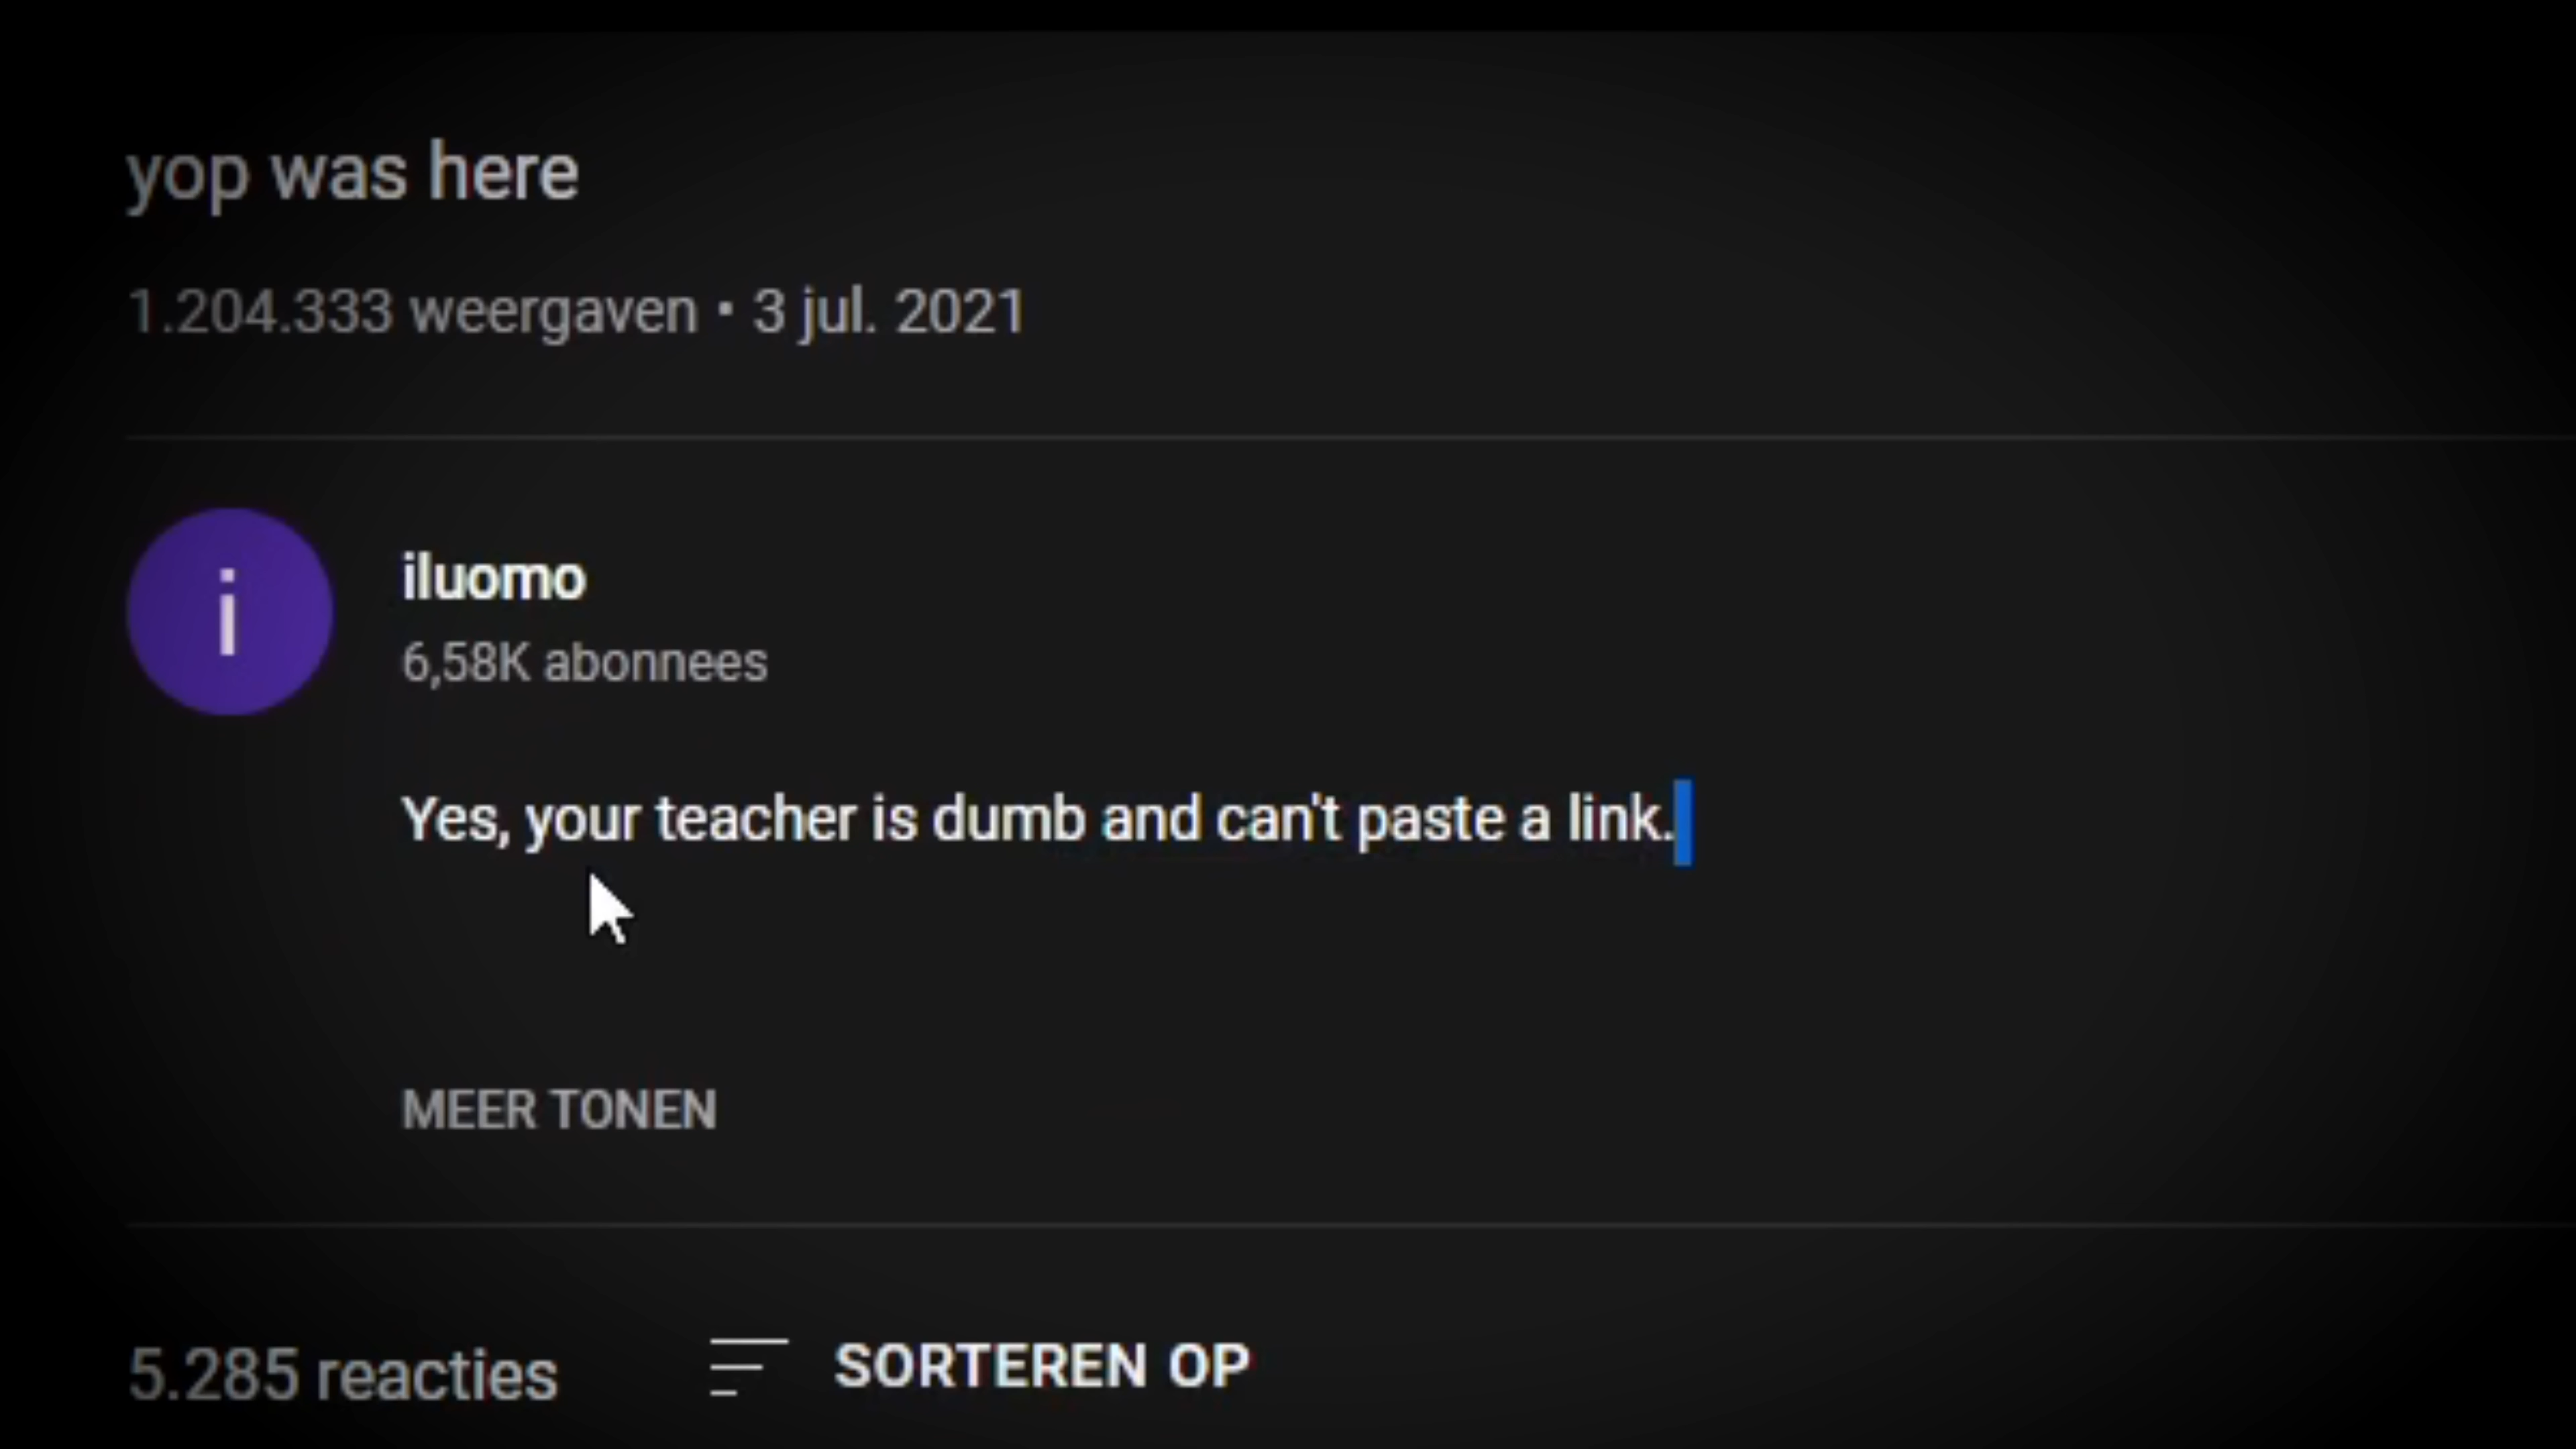 yop was here
1.204.333 weergaven • 3 jul. 2021
i
iluomo
6,58K abonnees
Yes, your teacher is dumb and can't paste a link.
MEER TONEN
5.285 reacties
SORTEREN OP